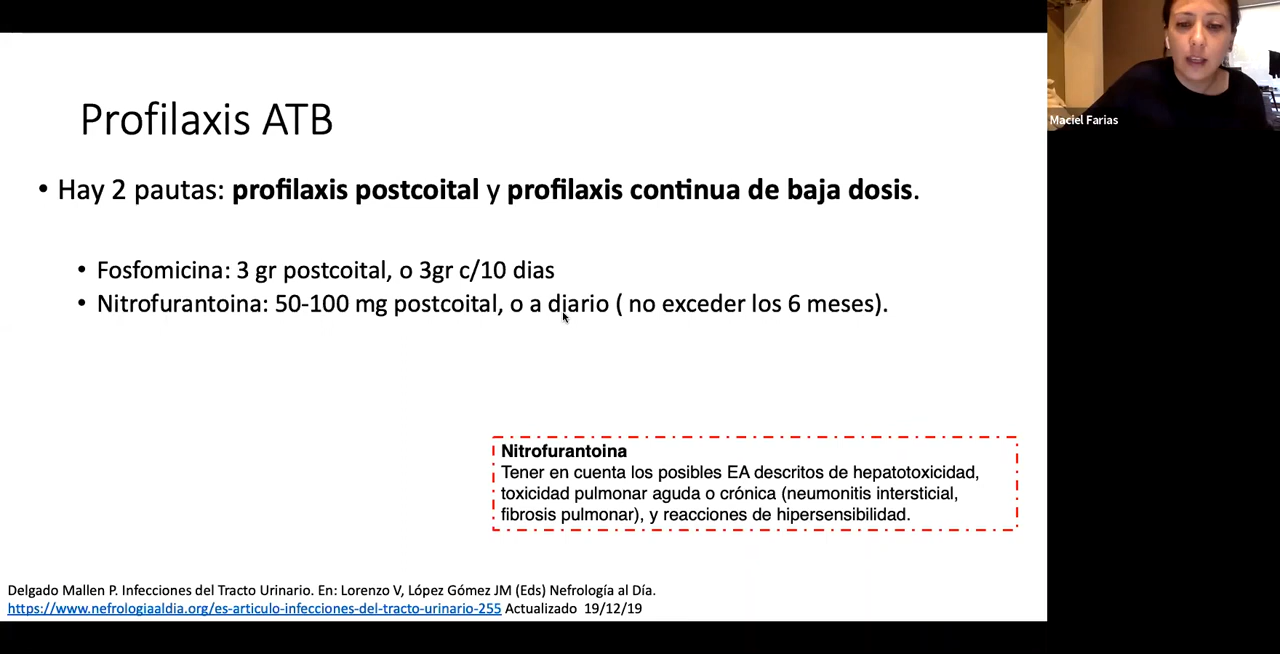 Profilaxis ATB
• Hay 2 pautas: profilaxis postcoital y profilaxis continua de baja dosis.
• Fosfomicina: 3 gr postcoital, o 3gr c/10 dias
• Nitrofurantoina: 50-100 mg postcoital, o a diario ( no exceder los 6 meses).
Nitrofurantoina
Tener en cuenta los posibles EA descritos de hepatotoxicidad,
toxicidad pulmonar aguda o crónica (neumonitis intersticial,
fibrosis pulmonar), y reacciones de hipersensibilidad.
Delgado Mallen P. Infecciones del Tracto Urinario. En: Lorenzo V, López Gómez JM (Eds) Nefrología al Día.
https://www.nefrologiaaldia.org/es-articulo-infecciones-del-tracto-urinario-255 Actualizado 19/12/19
Maciel Farias